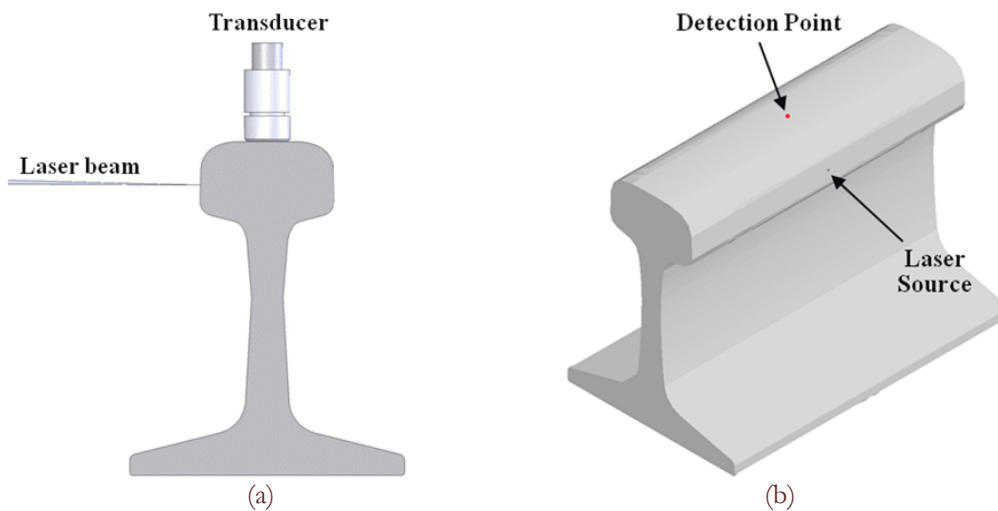 Transducer
Laser beam
(a)
Detection Point
Laser
Source
(b)